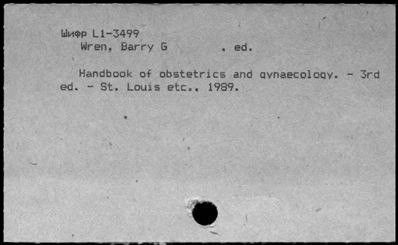 Шифр L1-3499
Wren, Barry G , ed.
Handbook of obstetrics and gynaecology. - 3rd
ed. - St. Louis etc., 1989.